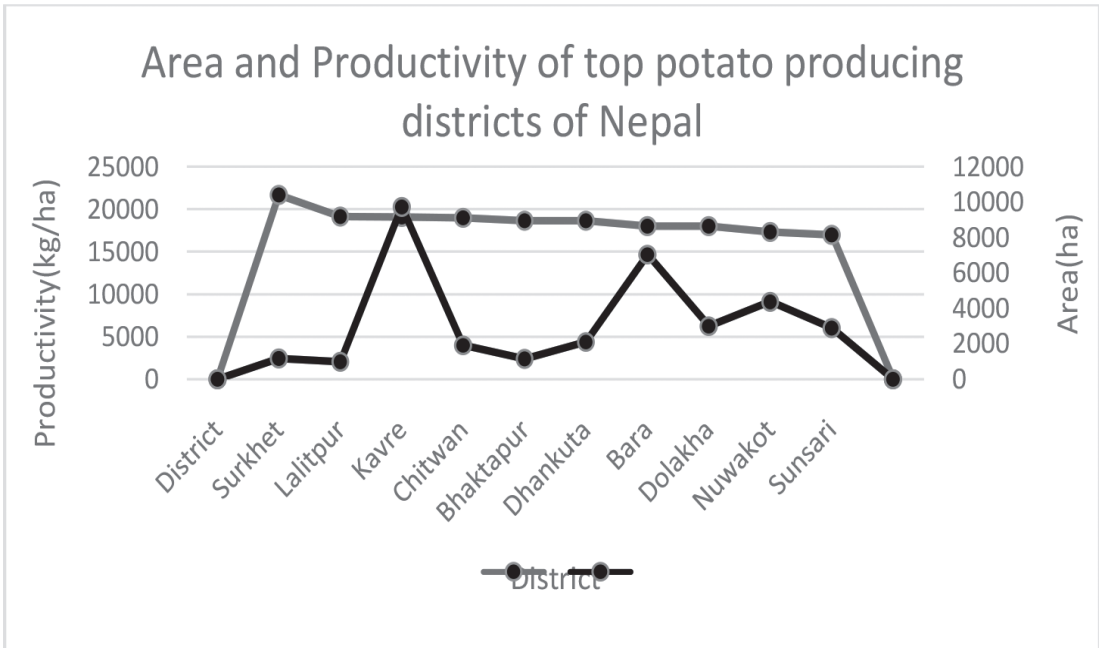 Area and Productivity of top potato producing
districts of Nepal
Productivity(kg/ha)
25000
20000
15000
10000
5000
0
12000
10000
8000
6000
4000
2000
0
Area(ha)
District
Surkhet
Lalitpur
Kavre
Chitwan
Bhaktapur
Dhankuta
Bara
Dolakha
Nuwakot
Sunsari
District